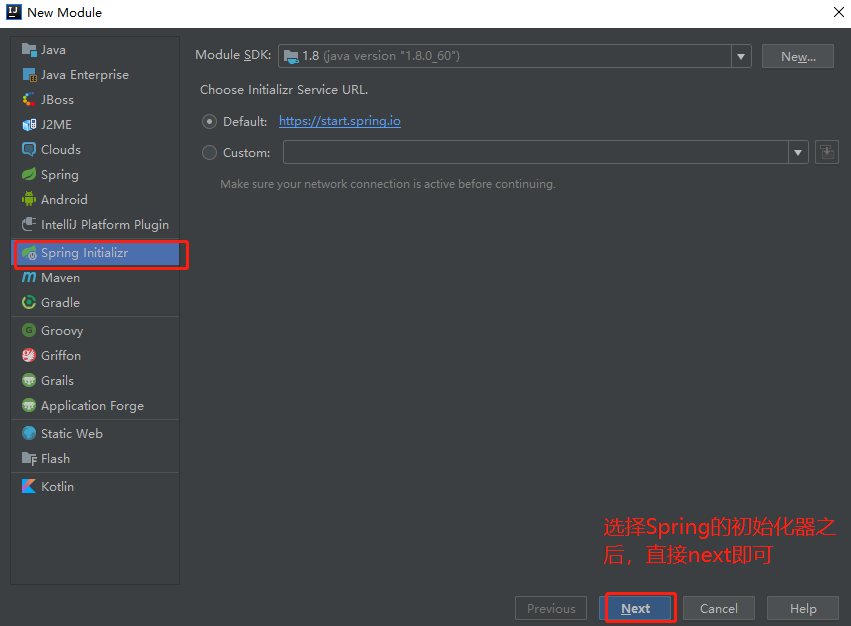 New Module
Java
Java Enterprise
JBoss
J2ME
Clouds
Spring
Android
IntelliJ Platform Plugin
Spring Initializr
Maven
Gradle
Groovy
Griffon
Grails
Application Forge
Static Web
Flash
Kotlin
Module SDK: 1.8 (java version "1.8.0_60") New...
Choose Initializr Service URL.
Default: https://start.spring.io
Custom:
Make sure your network connection is active before continuing.
选择Spring的初始化器之
后，直接next即可
Previous Next Cancel Help